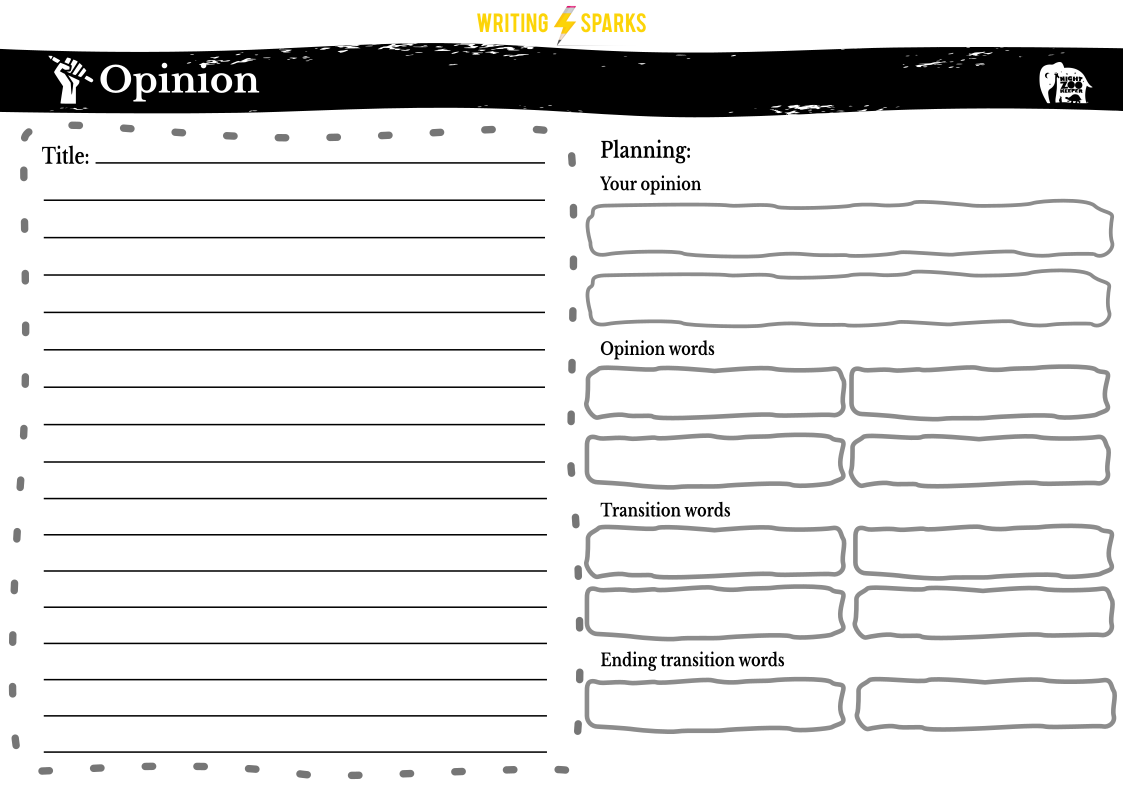 WRITING SPARKS
Opinion
NIGHT
ZOO
KEEPER
Title:
Planning:
Your opinion
Opinion words
Transition words
Ending transition words